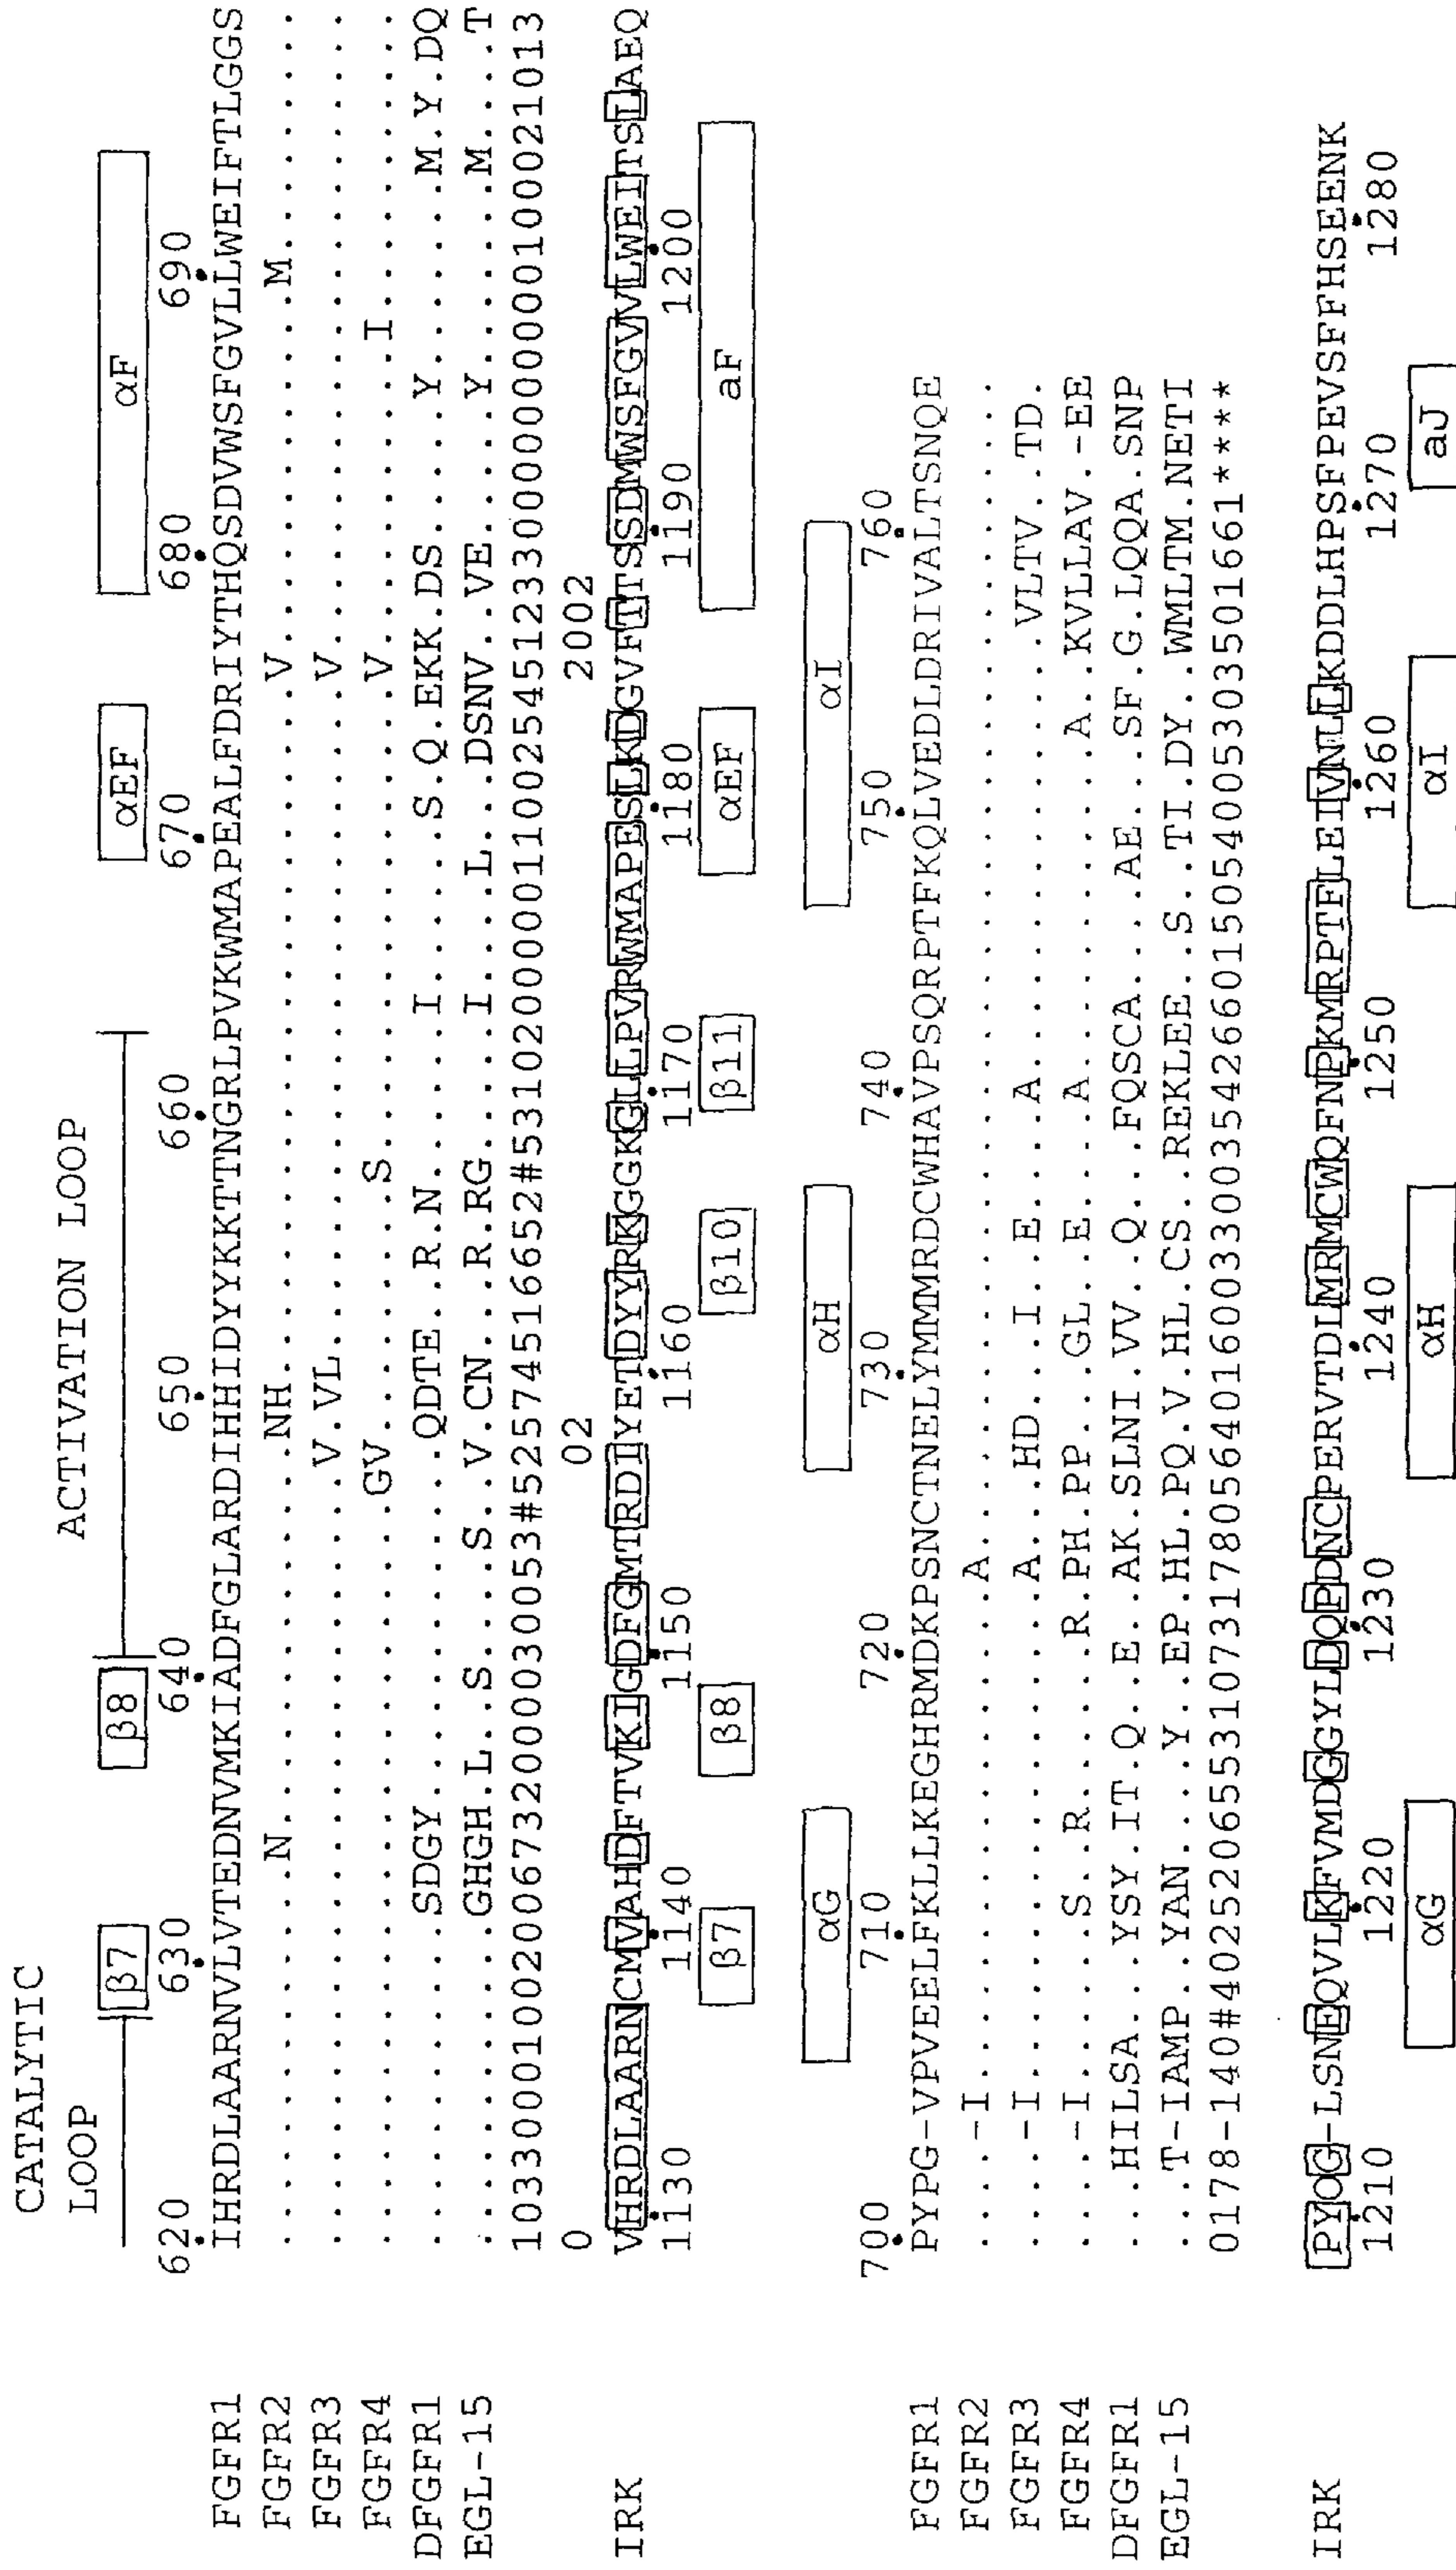 CATALYTIC
LOOP
ACTIVATION LOOP
β7 β8 αEF αF
620 630 640 650 660 670 680 690
FGFR1 IHRDLAARNVLVTEDNVMKIADFGLARDIHHIDYYKKTTNGRLPVKWMAPEALFDRIYTHQSDVWSFGVLLWEIFTLGGS
FGFR2 ..............N..............NH.........................V.............M.........
FGFR3 ............................V.VL........................V.......................
FGFR4 ...........................GV.........S.................V...........I...........
DFGFR1 ............SDGY.............QDTE..R.N......I......S.Q.EKK.DS.....Y.......M.Y.DQ
EGL-15 ............GHGH.L..S....S..V.CN...R.RG.....I....L...DSNV..VE.....Y.......M....T
10330001002006732000030053#52574516652#53102000001100254512330000000001000021013
0 02 2002
IRK VHRDLAARNCMVAHDFTVKIGDFGMTRDIYETDYYRKGGKGLLPVRWMAPESLKDGVFTTSSDMWSFGVVLWEITSLAEQ
1130 1140 1150 1160 1170 1180 1190 1200
β7 β8 β10 β11 αEF aF
αG αH αI
700 710 720 730 740 750 760
FGFR1 PYPG-VPVEELFKLLKEGHRMDKPSNCTNELYMMMRDCWHAVPSQRPTFKQLVEDLDRIVALTSNQE
FGFR2 ....-I..................A..........................................
FGFR3 ....-I..................A...HD...I..E....A................VLTV..TD.
FGFR4 ....-I......S..R......R.PH.PP...GL..E....A............A..KVLLAV.-EE
DFGFR1 ...HILSA...YSY.IT.Q..E..AK.SLNI.VV..Q...FQSCA....AE...SF.G.LQQA.SNP
EGL-15 ...T-IAMP..YAN....Y..EP.HL.PQ.V.HL.CS..REKLEE..S..TI.DY..WMLTM.NETI
0178-140#402520655310731780564016003300354266015054005303501661****
IRK PYQG-LSNEQVLKFVMDGGYLDQPDNCPERVTDLMRMCWQFNPKMRPTFLEIVNLLKDDLHPSFPEVSFFHSEENK
1210 1220 1230 1240 1250 1260 1270 1280
αG αH αI aJ